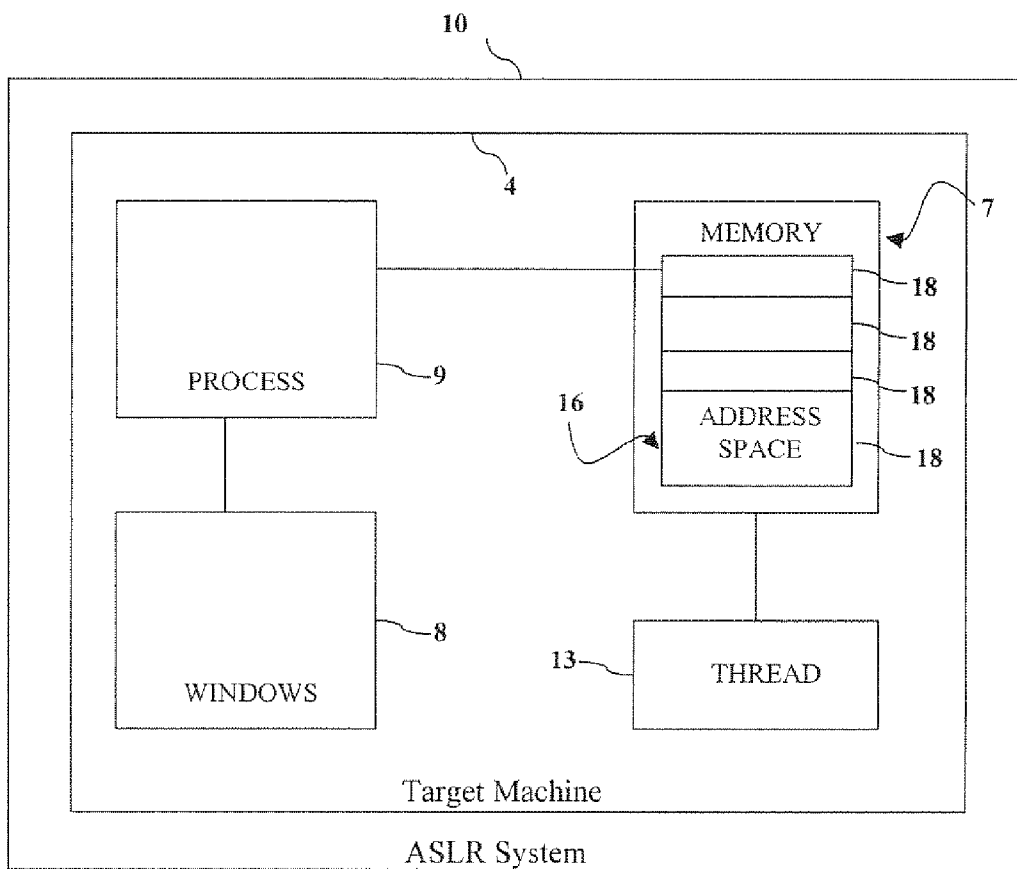 10
4
7
MEMORY
18
18
PROCESS
9
18
16
ADDRESS
SPACE
18
8
WINDOWS
13
THREAD
Target Machine
ASLR System